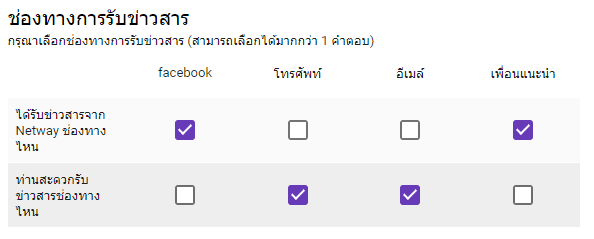 ช่องทางการรับข่าวสาร
กรุณาเลือกช่องทางการรับข่าวสาร (สามารถเลือกได้มากกว่า 1 คำตอบ)
facebook โทรศัพท์ อีเมล์ เพื่อนแนะนำ
ได้รับข่าวสารจาก
Netway ช่องทาง
ไหน
ท่านสะดวกรับ
ข่าวสารช่องทาง
ไหน